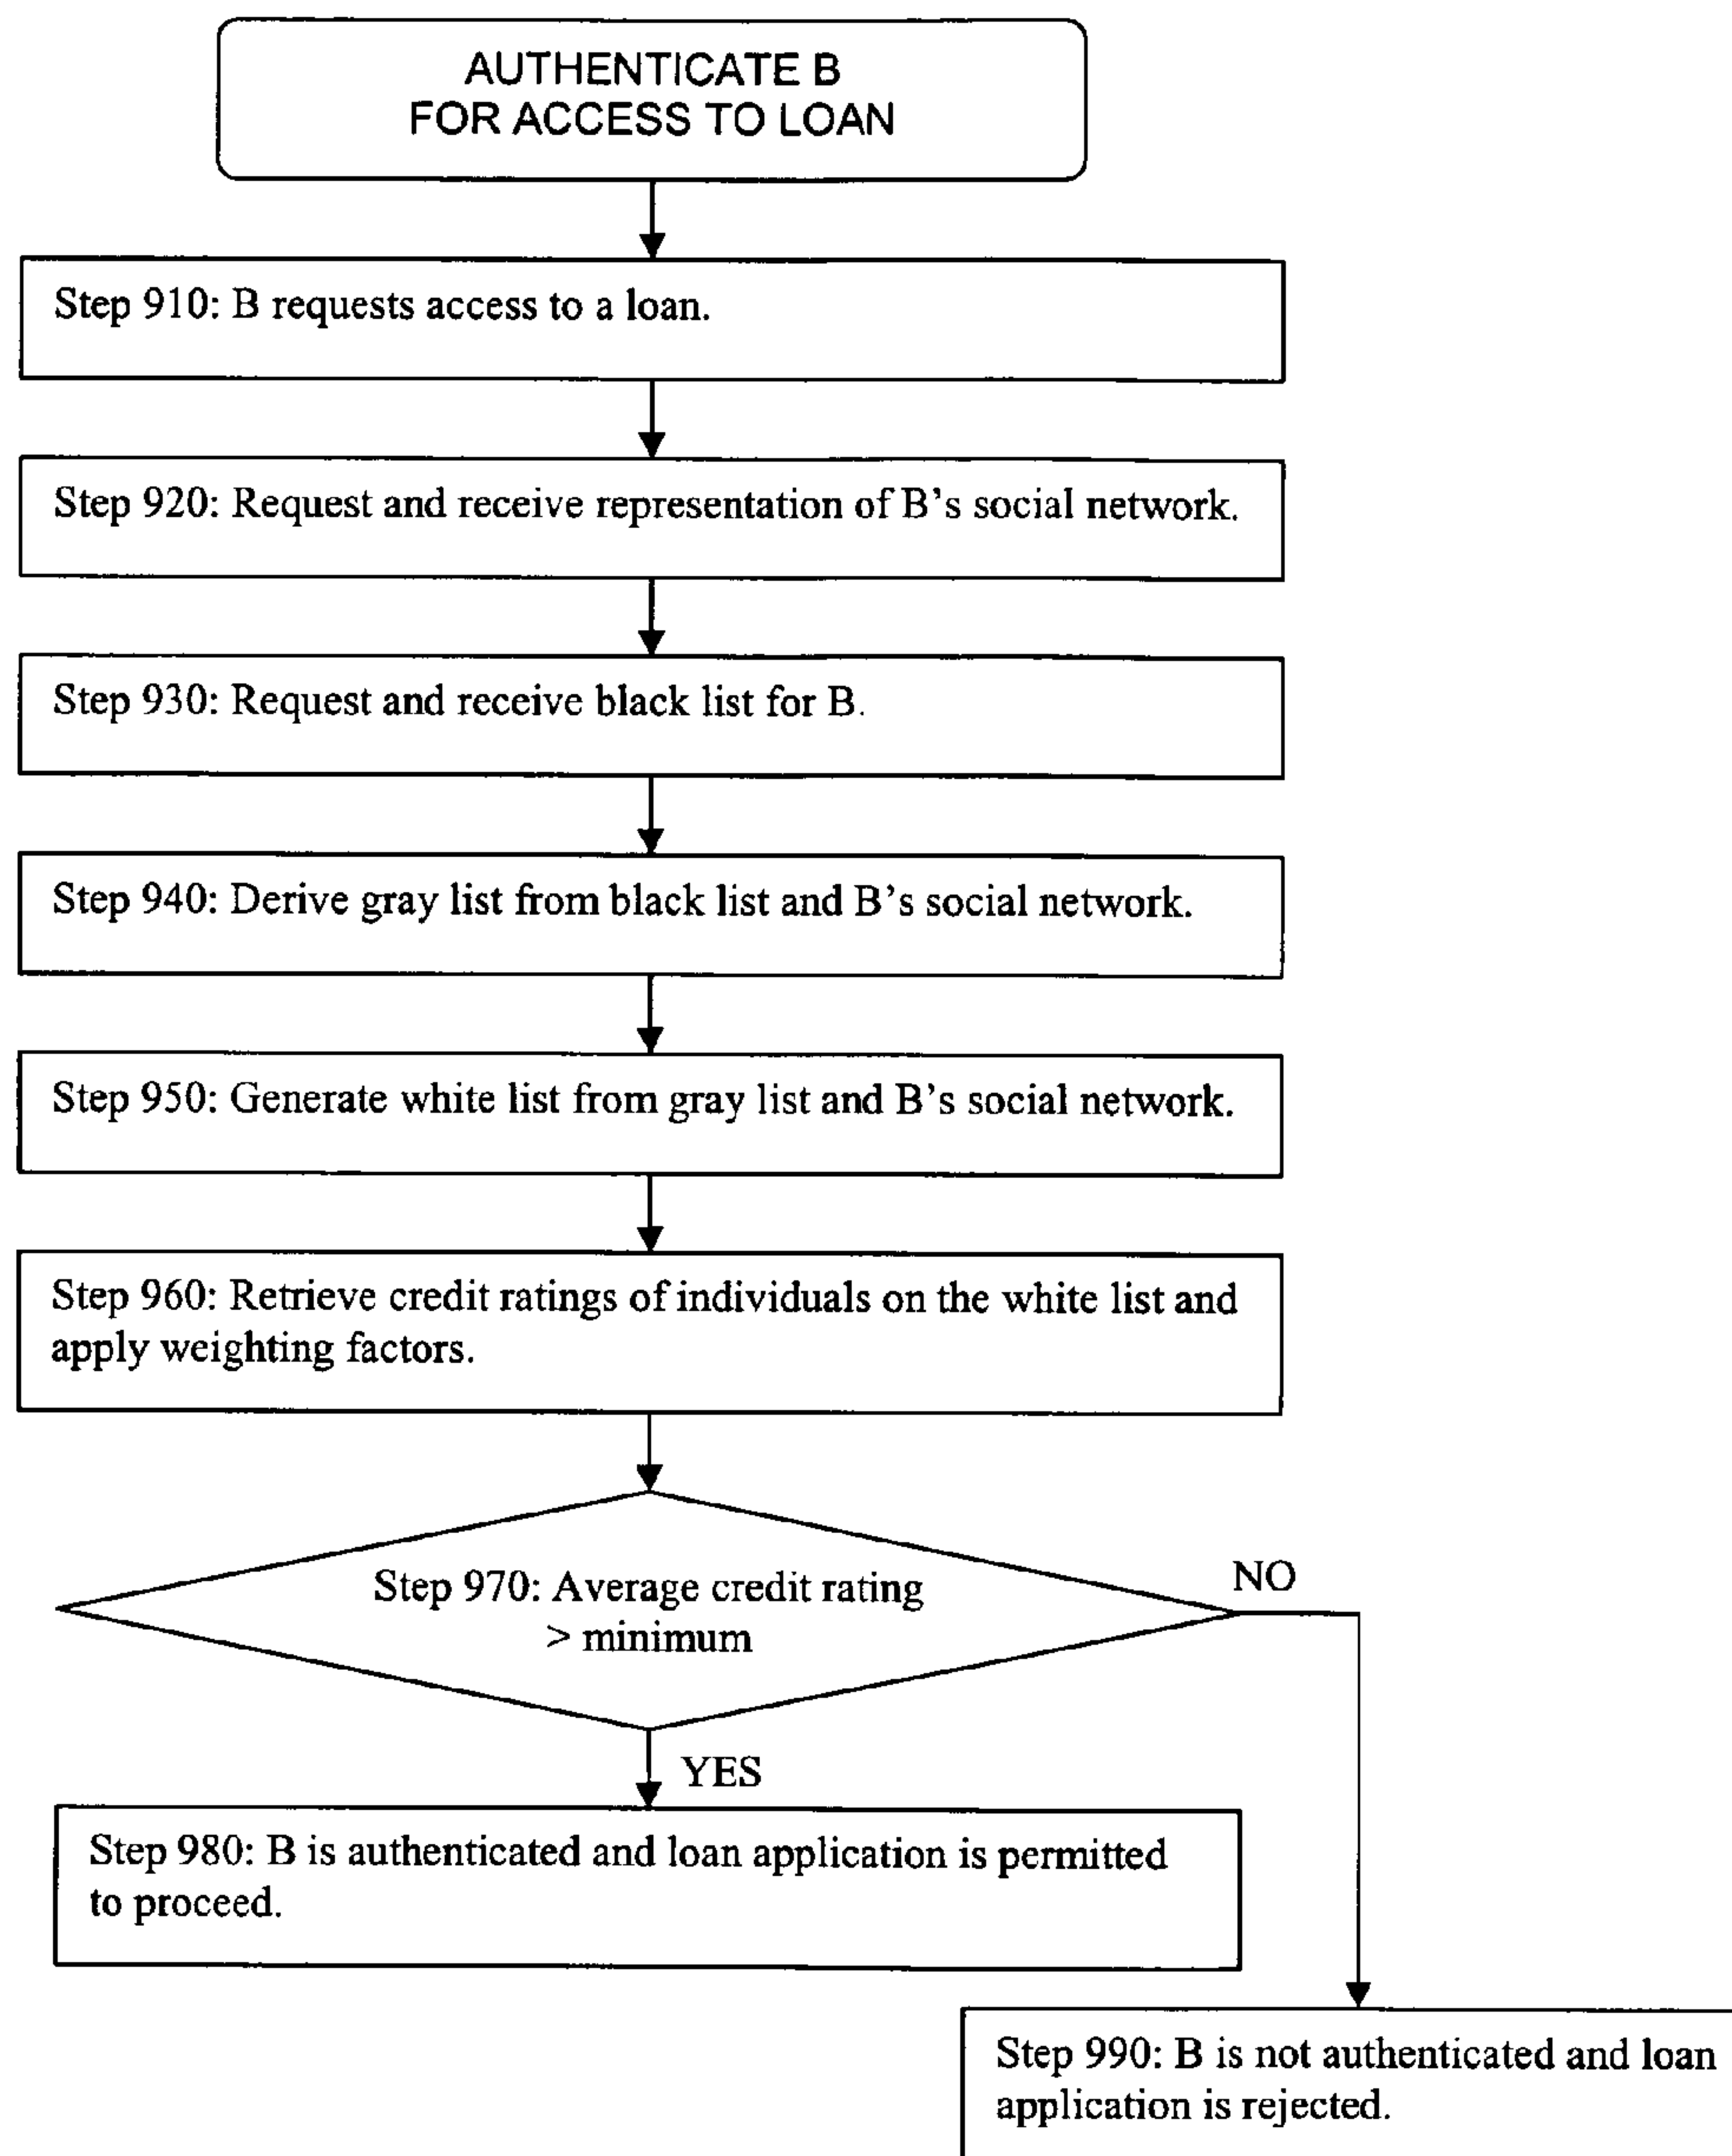 AUTHENTICATE B
FOR ACCESS TO LOAN
Step 910: B requests access to a loan.
Step 920: Request and receive representation of B's social network.
Step 930: Request and receive black list for B.
Step 940: Derive gray list from black list and B's social network.
Step 950: Generate white list from gray list and B's social network.
Step 960: Retrieve credit ratings of individuals on the white list and
apply weighting factors.
Step 970: Average credit rating
> minimum
NO
YES
Step 980: B is authenticated and loan application is permitted
to proceed.
Step 990: B is not authenticated and loan
application is rejected.